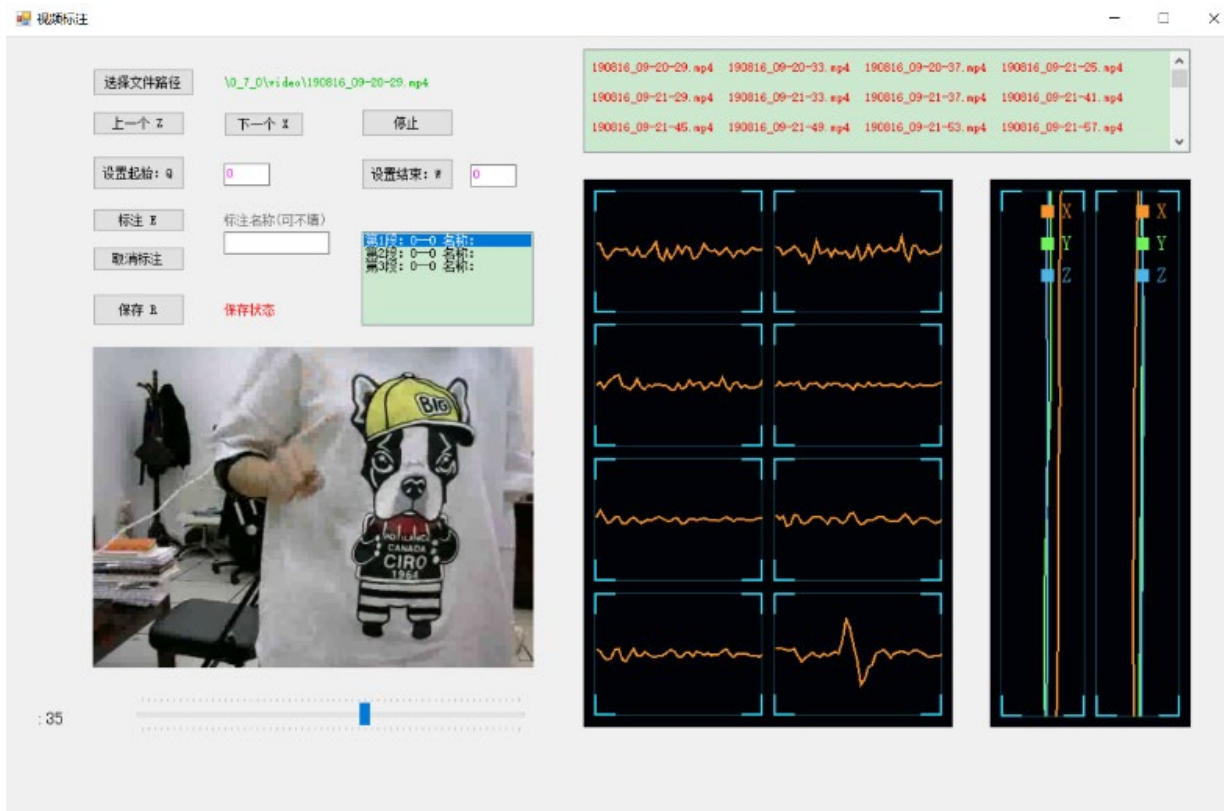 视频标注
选择文件路径
\0_7_0\video\190816_09-20-29.mp4
上一个 Z
下一个 X
停止
设置起始: Q
0
设置结束: W
0
标注 E
标注名称(可不填)
取消标注
第1段: 0—0 名称:
第2段: 0—0 名称:
第3段: 0—0 名称:
保存 R
保存状态
190816_09-20-29.mp4 190816_09-20-33.mp4 190816_09-20-37.mp4 190816_09-21-25.mp4
190816_09-21-29.mp4 190816_09-21-33.mp4 190816_09-21-37.mp4 190816_09-21-41.mp4
190816_09-21-45.mp4 190816_09-21-49.mp4 190816_09-21-53.mp4 190816_09-21-57.mp4
X
Y
Z
X
Y
Z
BIG
CANADA
CIRO
1964
: 35